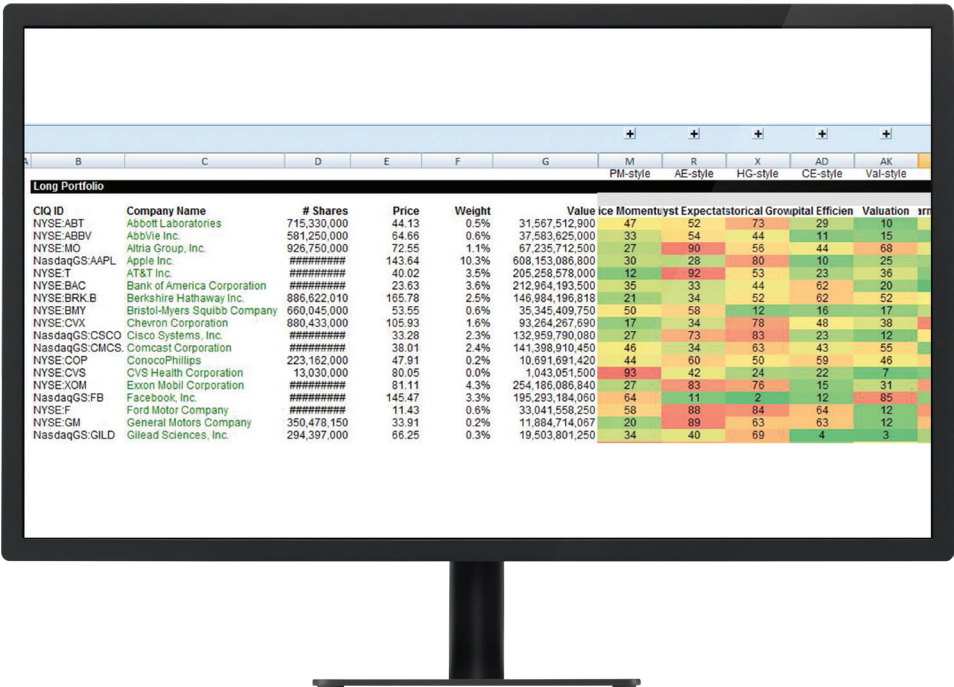 + + + + +
A B C D E F G M R X AD AK
PM-style AE-style HG-style CE-style Val-style
Long Portfolio
CIQ ID Company Name # Shares Price Weight Value ice Momentu yst Expectat storical Grow pital Efficien Valuation arn
NYSE:ABT Abbott Laboratories 715,330,000 44.13 0.5% 31,567,512,900 47 52 73 29 10
NYSE:ABBV AbbVie Inc. 581,250,000 64.66 0.6% 37,583,625,000 33 54 44 11 15
NYSE:MO Altria Group, Inc. 926,750,000 72.55 1.1% 67,235,712,500 27 90 56 44 68
NasdaqGS:AAPL Apple Inc. ######### 143.64 10.3% 608,153,086,800 30 28 80 10 25
NYSE:T AT&T Inc. ######### 40.02 3.5% 205,258,578,000 12 92 53 23 36
NYSE:BAC Bank of America Corporation ######### 23.63 3.6% 212,964,193,500 35 33 44 62 20
NYSE:BRK.B Berkshire Hathaway Inc. 886,622,010 165.78 2.5% 146,984,196,818 21 34 52 62 52
NYSE:BMY Bristol-Myers Squibb Company 660,045,000 53.55 0.6% 35,345,409,750 50 58 12 16 17
NYSE:CVX Chevron Corporation 880,433,000 105.93 1.6% 93,264,267,690 17 34 78 48 38
NasdaqGS:CSCO Cisco Systems, Inc. ######### 33.28 2.3% 132,959,790,080 27 73 83 23 12
NasdaqGS:CMCS. Comcast Corporation ######### 38.01 2.4% 141,398,910,450 46 34 63 43 55
NYSE:COP ConocoPhillips 223,162,000 47.91 0.2% 10,691,691,420 44 60 50 59 46
NYSE:CVS CVS Health Corporation 13,030,000 80.05 0.0% 1,043,051,500 93 42 24 22 7
NYSE:XOM Exxon Mobil Corporation ######### 81.11 4.3% 254,186,086,840 27 83 76 15 31
NasdaqGS:FB Facebook, Inc. ######### 145.47 3.3% 195,293,184,060 64 11 2 12 85
NYSE:F Ford Motor Company ######### 11.43 0.6% 33,041,558,250 58 88 84 64 12
NYSE:GM General Motors Company 350,478,150 33.91 0.2% 11,884,714,067 20 89 63 63 12
NasdaqGS:GILD Gilead Sciences, Inc. 294,397,000 66.25 0.3% 19,503,801,250 34 40 69 4 3